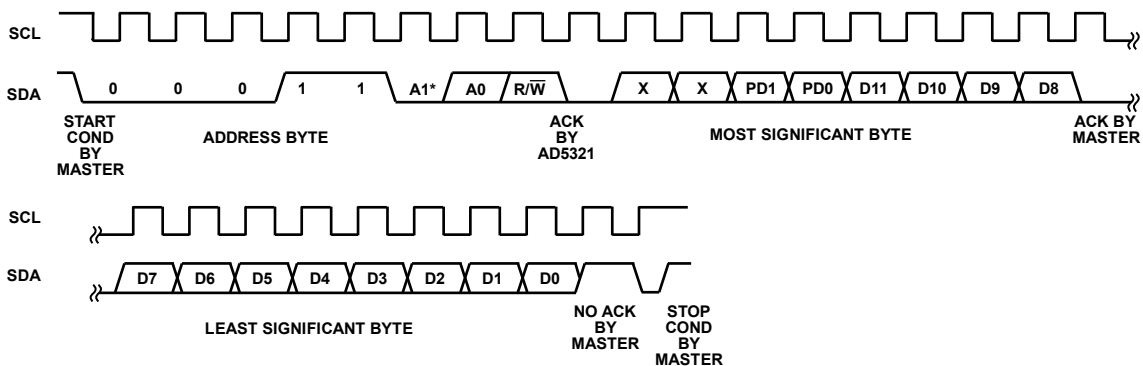 SCL
SDA 0 0 0 1 1 A1* A0 R/W̅ X X PD1 PD0 D11 D10 D9 D8
START
COND
BY
MASTER
ADDRESS BYTE
ACK
BY
AD5321
MOST SIGNIFICANT BYTE
ACK BY
MASTER
SCL
SDA D7 D6 D5 D4 D3 D2 D1 D0
LEAST SIGNIFICANT BYTE
NO ACK
BY
MASTER
STOP
COND
BY
MASTER